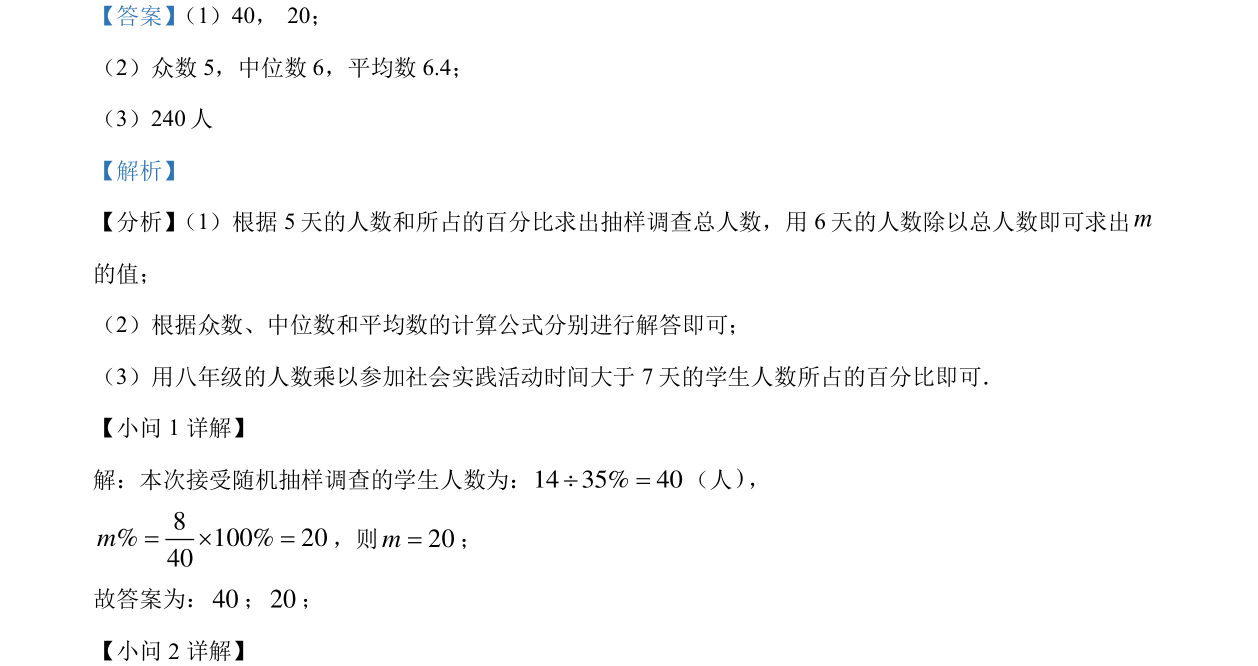 【答案】（1）40， 20；
（2）众数 5，中位数 6，平均数 6.4；
（3）240 人
【解析】
【分析】（1）根据 5 天的人数和所占的百分比求出抽样调查总人数，用 6 天的人数除以总人数即可求出 m
的值；
（2）根据众数、中位数和平均数的计算公式分别进行解答即可；
（3）用八年级的人数乘以参加社会实践活动时间大于 7 天的学生人数所占的百分比即可．
【小问 1 详解】
解：本次接受随机抽样调查的学生人数为：14÷35% = 40（人），
m% = 8/40 ×100% = 20，则 m = 20；
故答案为：40；20；
【小问 2 详解】